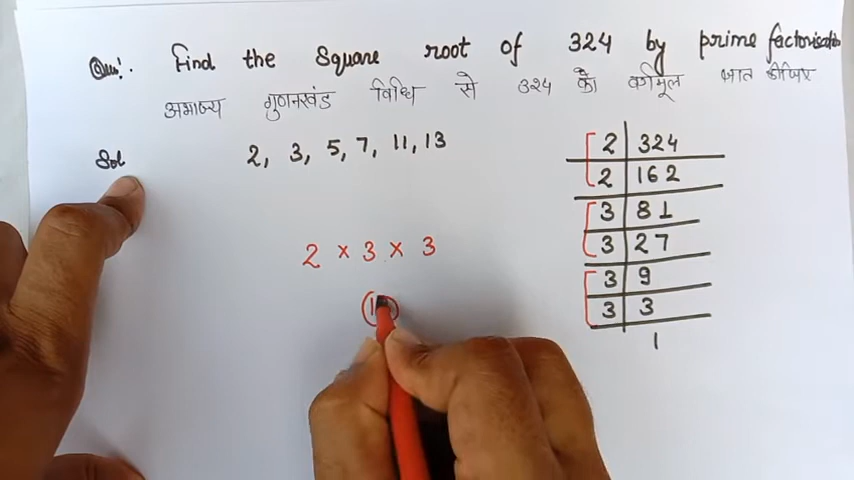 Ques:. Find the Square root of 324 by prime factorisation
अभाज्य गुणनखंड विधि से 324 का वर्गमूल ज्ञात कीजिए
Sol 2, 3, 5, 7, 11, 13
2 324
2 162
3 81
3 27
3 9
3 3
1
2 × 3 × 3